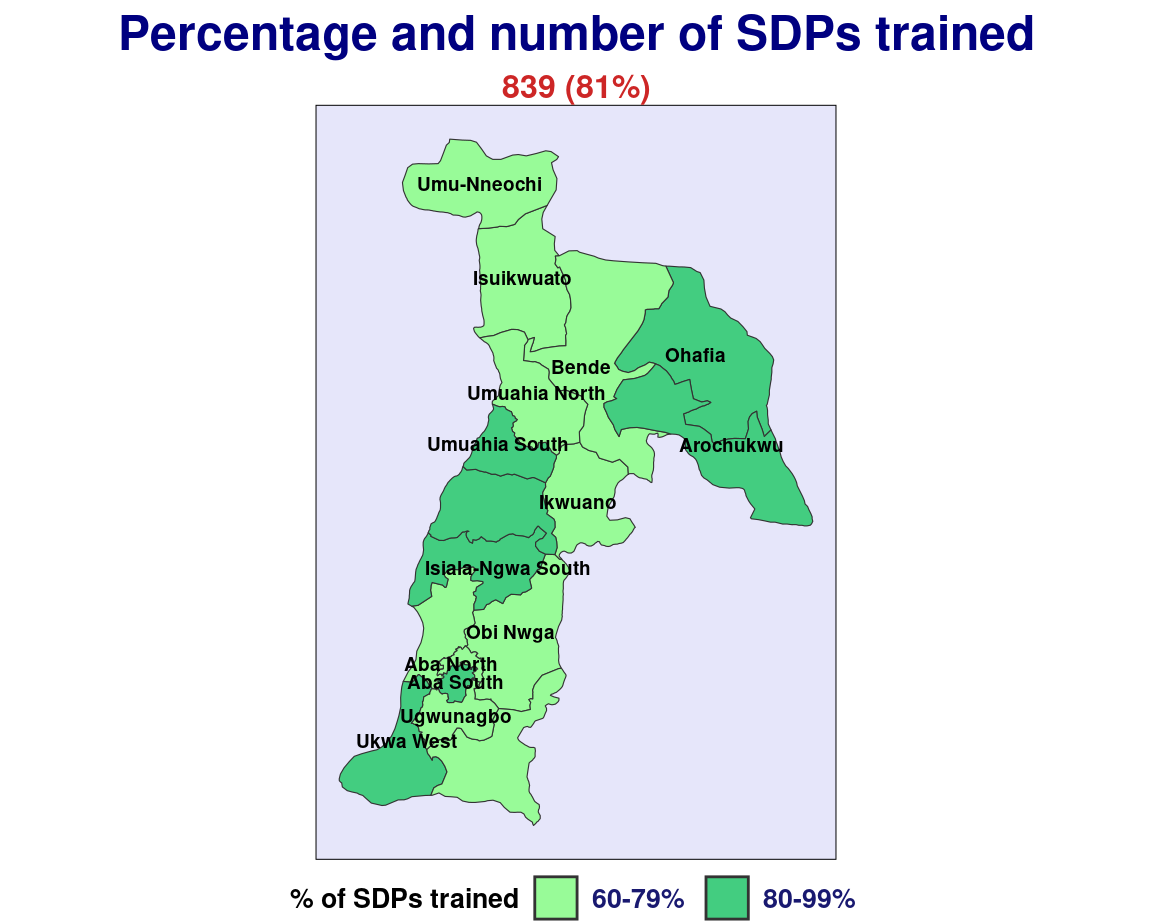 Percentage and number of SDPs trained
839 (81%)
Umu-Nneochi
Isuikwuato
Ohafia
Bende
Umuahia North
Umuahia South
Arochukwu
Ikwuano
Isiala-Ngwa South
Obi Nwga
Aba North
Aba South
Ugwunagbo
Ukwa West
% of SDPs trained 60-79% 80-99%